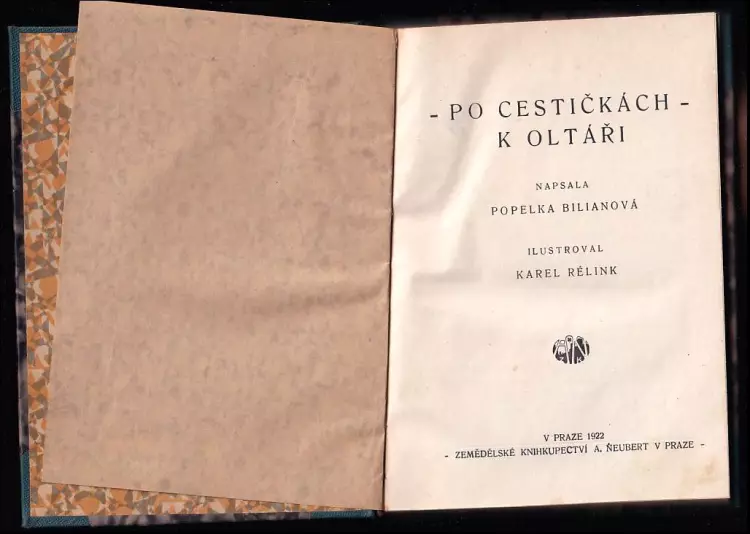 - PO CESTIČKÁCH -
K OLTÁŘI
NAPSALA
POPELKA BILIANOVÁ
ILUSTROVAL
KAREL RÉLINK
V PRAZE 1922
- ZEMĚDĚLSKÉ KNIHKUPECTVÍ A. NEUBERT V PRAZE -